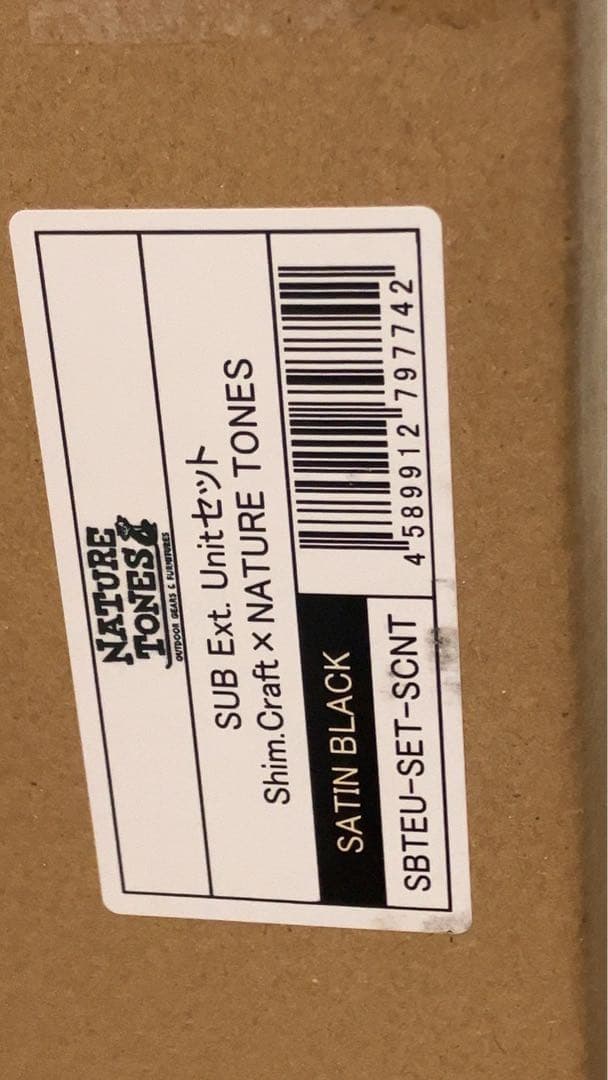 NATURE
TONES
OUTDOOR GEARS & FURNITURES
SUB Ext. Unitセット
Shim.Craft×NATURE TONES
SATIN BLACK
4 589912 797742
SBTEU-SET-SCNT